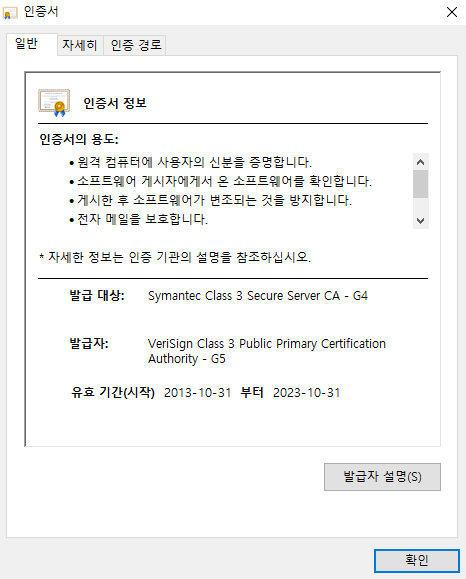 인증서
일반 자세히 인증 경로
인증서 정보
인증서의 용도:
• 원격 컴퓨터에 사용자의 신분을 증명합니다.
• 소프트웨어 게시자에게서 온 소프트웨어를 확인합니다.
• 게시한 후 소프트웨어가 변조되는 것을 방지합니다.
• 전자 메일을 보호합니다.
* 자세한 정보는 인증 기관의 설명을 참조하십시오.
발급 대상: Symantec Class 3 Secure Server CA - G4
발급자: VeriSign Class 3 Public Primary Certification
Authority - G5
유효 기간(시작) 2013-10-31 부터 2023-10-31
발급자 설명(S)
확인